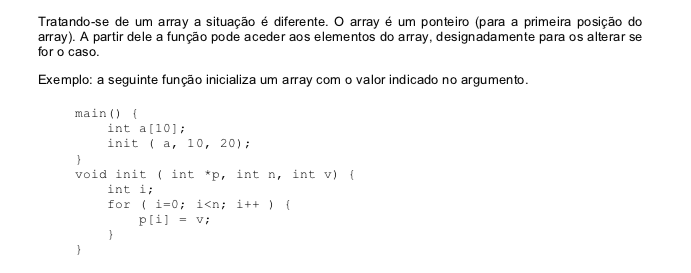 Tratando-se de um array a situação é diferente. O array é um ponteiro (para a primeira posição do
array). A partir dele a função pode aceder aos elementos do array, designadamente para os alterar se
for o caso.
Exemplo: a seguinte função inicializa um array com o valor indicado no argumento.
main() {
    int a[10];
    init ( a, 10, 20);
}
void init ( int *p, int n, int v) {
    int i;
    for ( i=0; i<n; i++ ) {
        p[i] = v;
    }
}